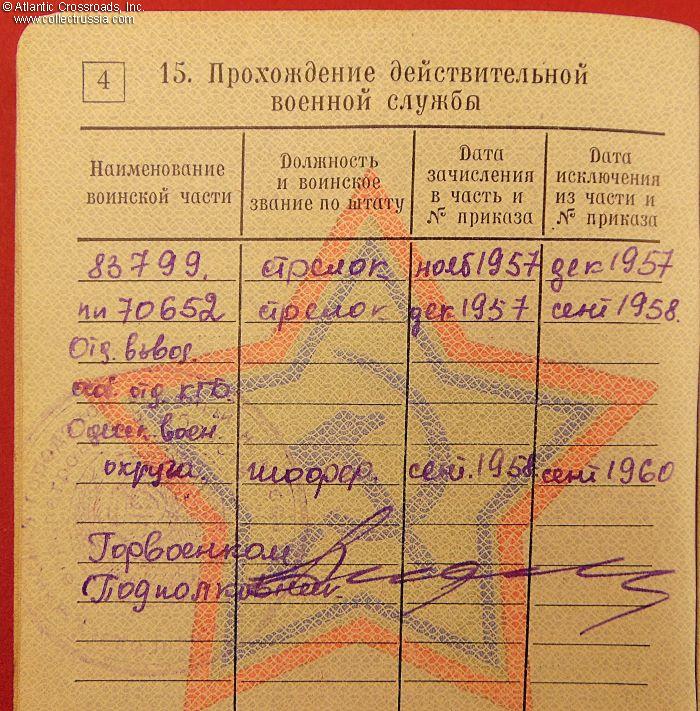 © Atlantic Crossroads, Inc.
www.collectrussia.com
4
15. Прохождение действительной
военной службы
Наименование
воинской части
Должность
и воинское
звание по штату
Дата
зачисления
в часть и
№ приказа
Дата
исключения
из части и
№ приказа
83799. стрелок нояб 1957 дек 1957
пп 70652 стрелок дек 1957 сент 1958.
Отд. взвод.
отд. КГБ.
Одесск. воен.
округа. шофер. сент. 1958 сент 1960
Горвоенком
Подполковник